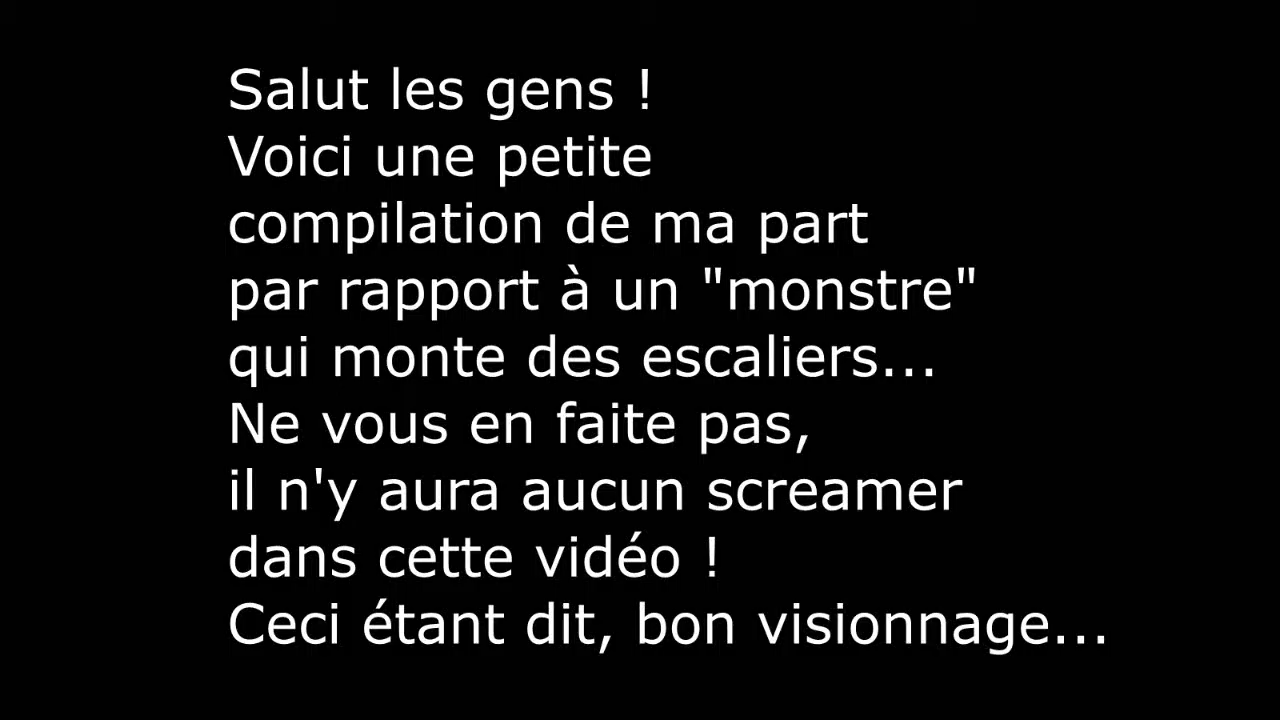 Salut les gens !
Voici une petite
compilation de ma part
par rapport à un "monstre"
qui monte des escaliers...
Ne vous en faite pas,
il n'y aura aucun screamer
dans cette vidéo !
Ceci étant dit, bon visionnage...